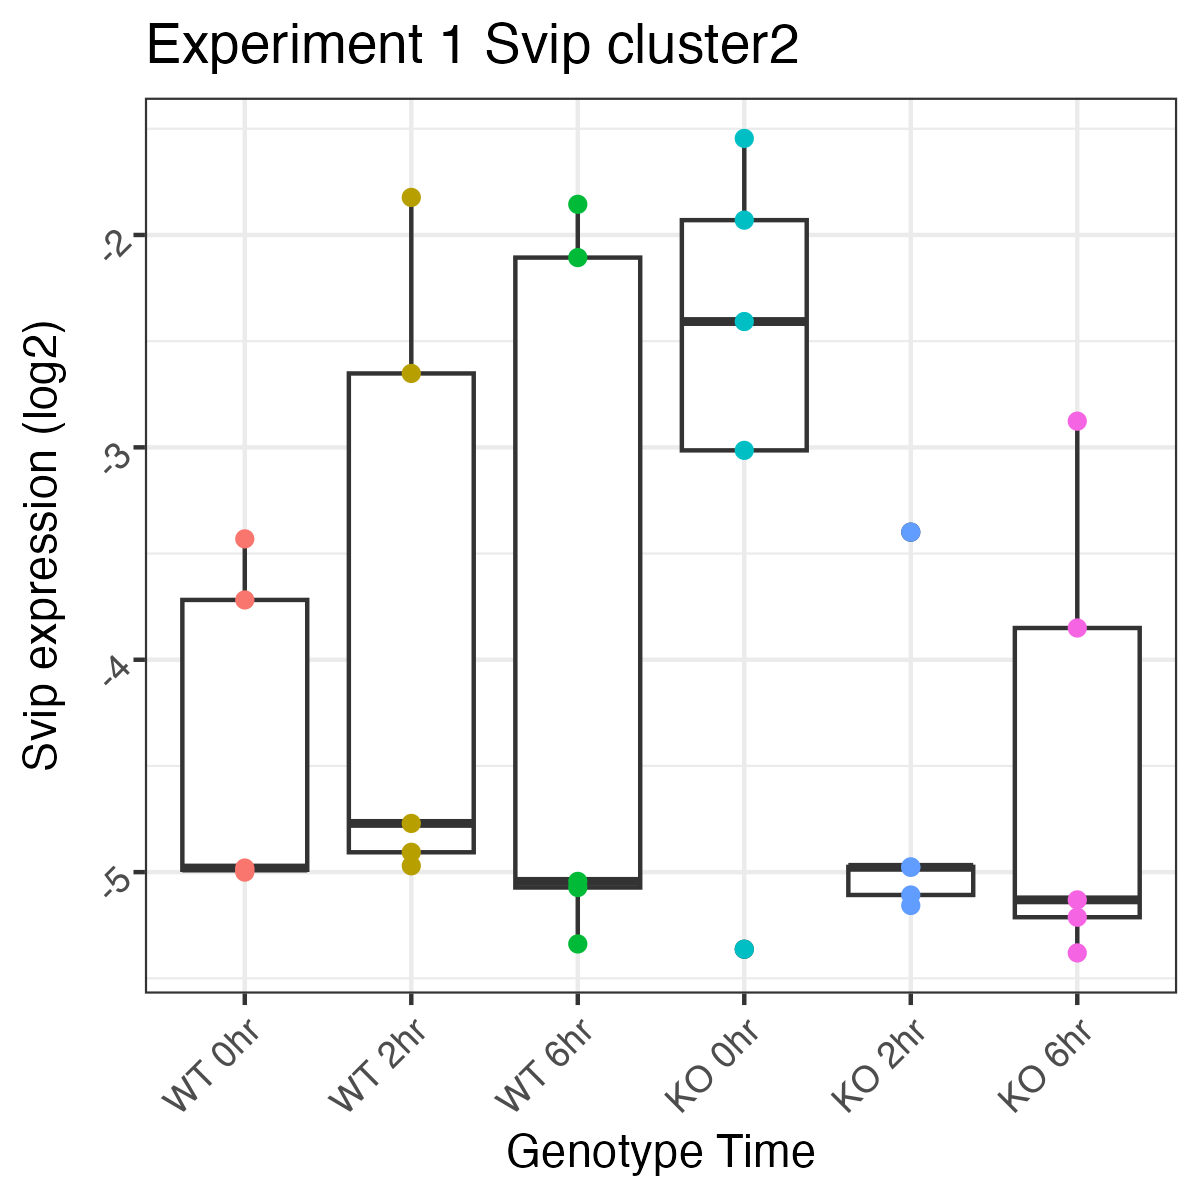 Experiment 1 Svip cluster2
Svip expression (log2)
-2
-3
-4
-5
WT 0hr
WT 2hr
WT 6hr
KO 0hr
KO 2hr
KO 6hr
Genotype Time